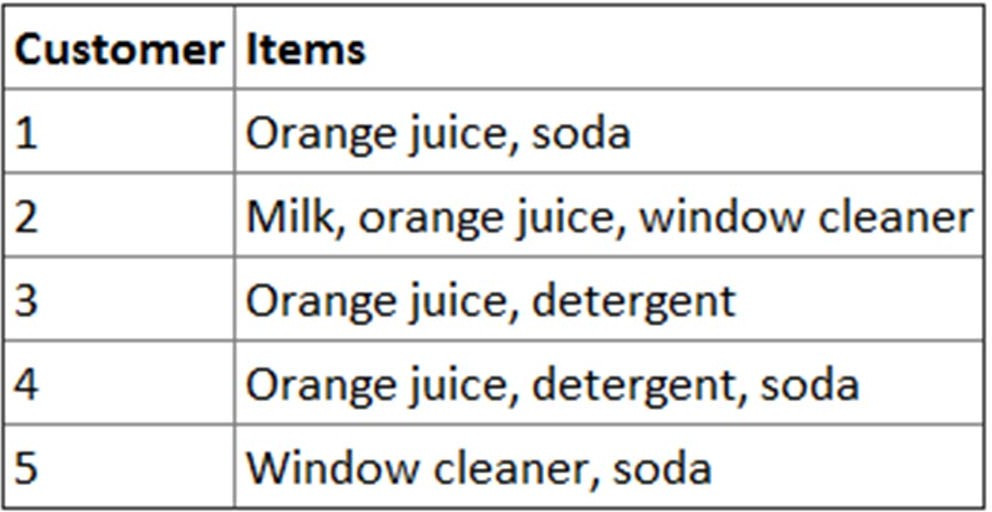 Customer Items
1 Orange juice, soda
2 Milk, orange juice, window cleaner
3 Orange juice, detergent
4 Orange juice, detergent, soda
5 Window cleaner, soda